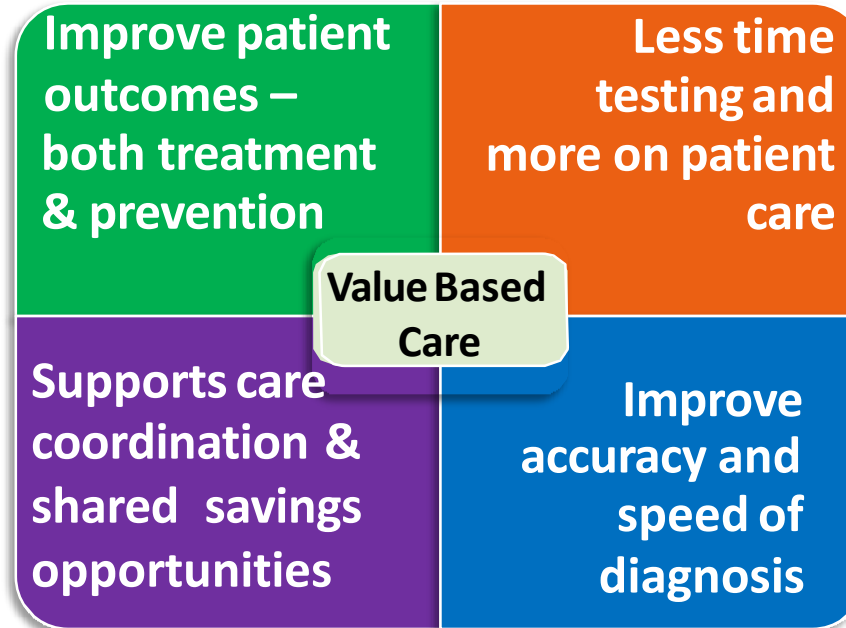 Improve patient
outcomes –
both treatment
& prevention
Less time
testing and
more on patient
care
Value Based
Care
Supports care
coordination &
shared savings
opportunities
Improve
accuracy and
speed of
diagnosis